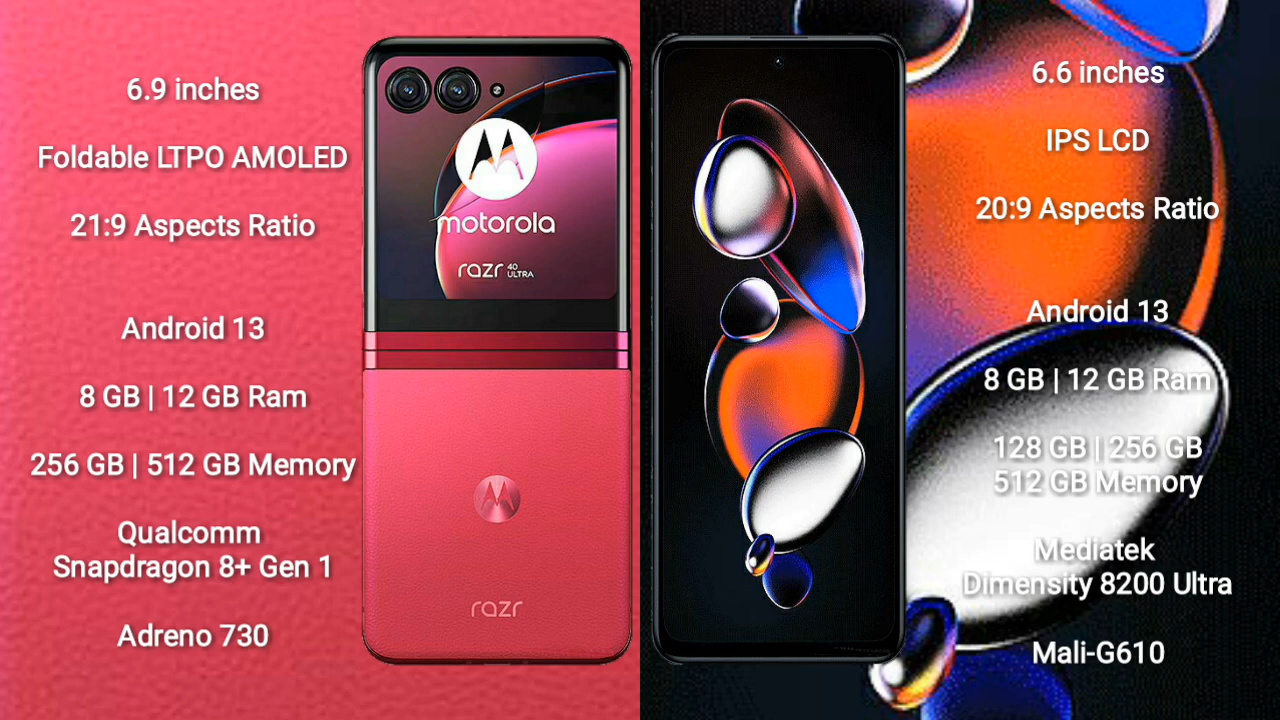 6.9 inches
Foldable LTPO AMOLED
21:9 Aspects Ratio
Android 13
8 GB | 12 GB Ram
256 GB | 512 GB Memory
Qualcomm
Snapdragon 8+ Gen 1
Adreno 730
motorola
razr 40 ULTRA
razr
6.6 inches
IPS LCD
20:9 Aspects Ratio
Android 13
8 GB | 12 GB Ram
128 GB | 256 GB
512 GB Memory
Mediatek
Dimensity 8200 Ultra
Mali-G610